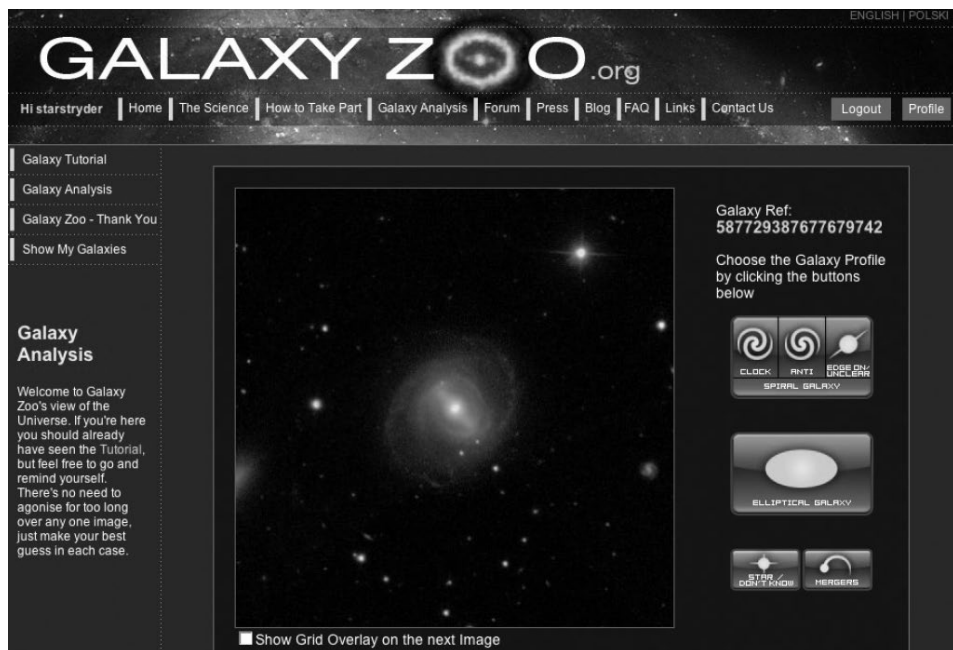 ENGLISH | POLSKI
GALAXY ZOO.org
Hi starstryder Home The Science How to Take Part Galaxy Analysis Forum Press Blog FAQ Links Contact Us Logout Profile
Galaxy Tutorial
Galaxy Analysis
Galaxy Zoo - Thank You
Show My Galaxies
Galaxy
Analysis
Welcome to Galaxy
Zoo's view of the
Universe. If you're here
you should already
have seen the Tutorial,
but feel free to go and
remind yourself.
There's no need to
agonise for too long
over any one image,
just make your best
guess in each case.
Show Grid Overlay on the next Image
Galaxy Ref:
587729387677679742
Choose the Galaxy Profile
by clicking the buttons
below
CLOCK ANTI EDGE ON/
UNCLEAR
SPIRAL GALAXY
ELLIPTICAL GALAXY
STAR /
DON'T KNOW
MERGERS